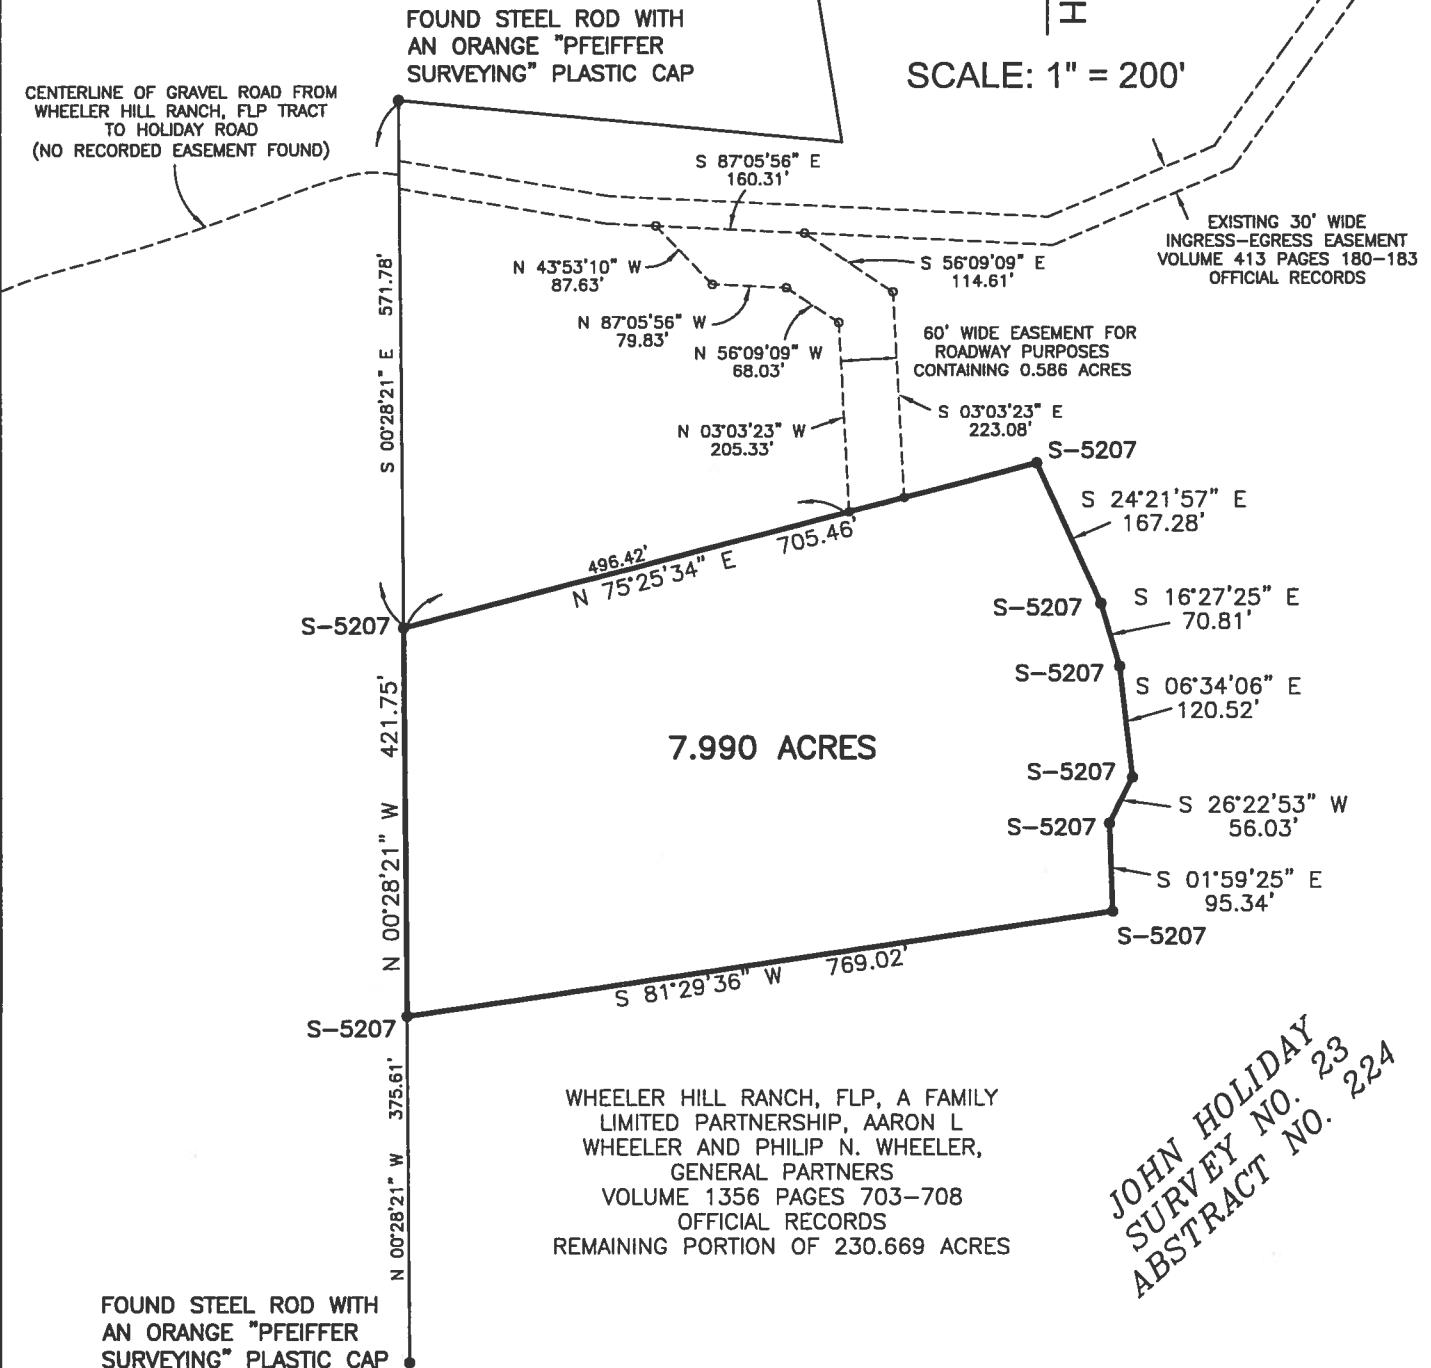 FOUND STEEL ROD WITH
AN ORANGE "PFEIFFER
SURVEYING" PLASTIC CAP
H
SCALE: 1" = 200'
CENTERLINE OF GRAVEL ROAD FROM
WHEELER HILL RANCH, FLP TRACT
TO HOLIDAY ROAD
(NO RECORDED EASEMENT FOUND)
S 87°05'56" E
160.31'
EXISTING 30' WIDE
INGRESS-EGRESS EASEMENT
VOLUME 413 PAGES 180-183
OFFICIAL RECORDS
N 43°53'10" W
87.63'
S 56°09'09" E
114.61'
N 87°05'56" W
79.83'
N 56°09'09" W
68.03'
60' WIDE EASEMENT FOR
ROADWAY PURPOSES
CONTAINING 0.586 ACRES
S 00°28'21" E 571.78'
N 03°03'23" W
205.33'
S 03°03'23" E
223.08'
S-5207
S 24°21'57" E
167.28'
496.42'
N 75°25'34" E 705.46'
S-5207
S-5207
S 16°27'25" E
70.81'
S-5207
S 06°34'06" E
120.52'
N 00°28'21" W 421.75'
7.990 ACRES
S-5207
S 26°22'53" W
56.03'
S-5207
S 01°59'25" E
95.34'
S-5207
S 81°29'36" W 769.02'
S-5207
N 00°28'21" W 375.61'
WHEELER HILL RANCH, FLP, A FAMILY
LIMITED PARTNERSHIP, AARON L
WHEELER AND PHILIP N. WHEELER,
GENERAL PARTNERS
VOLUME 1356 PAGES 703-708
OFFICIAL RECORDS
REMAINING PORTION OF 230.669 ACRES
JOHN HOLIDAY
SURVEY NO. 23
ABSTRACT NO. 224
FOUND STEEL ROD WITH
AN ORANGE "PFEIFFER
SURVEYING" PLASTIC CAP